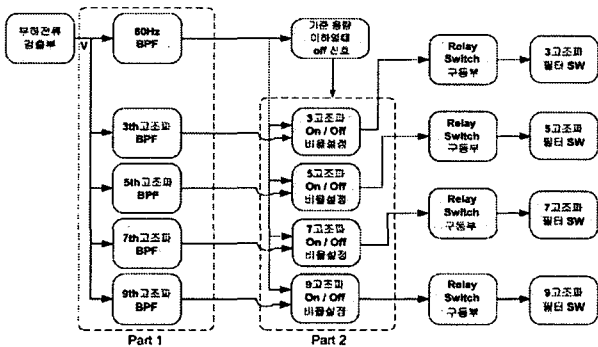 부하전류
검출부
V
60Hz
BPF
기준 용량
이하일때
off 신호
Relay
Switch
구동부
3고조파
필터 SW
3th고조파
BPF
3고조파
On / Off
비율설정
Relay
Switch
구동부
5고조파
필터 SW
5th고조파
BPF
5고조파
On / Off
비율설정
7th고조파
BPF
7고조파
On / Off
비율설정
Relay
Switch
구동부
7고조파
필터 SW
9th고조파
BPF
9고조파
On / Off
비율설정
Relay
Switch
구동부
9고조파
필터 SW
Part 1
Part 2